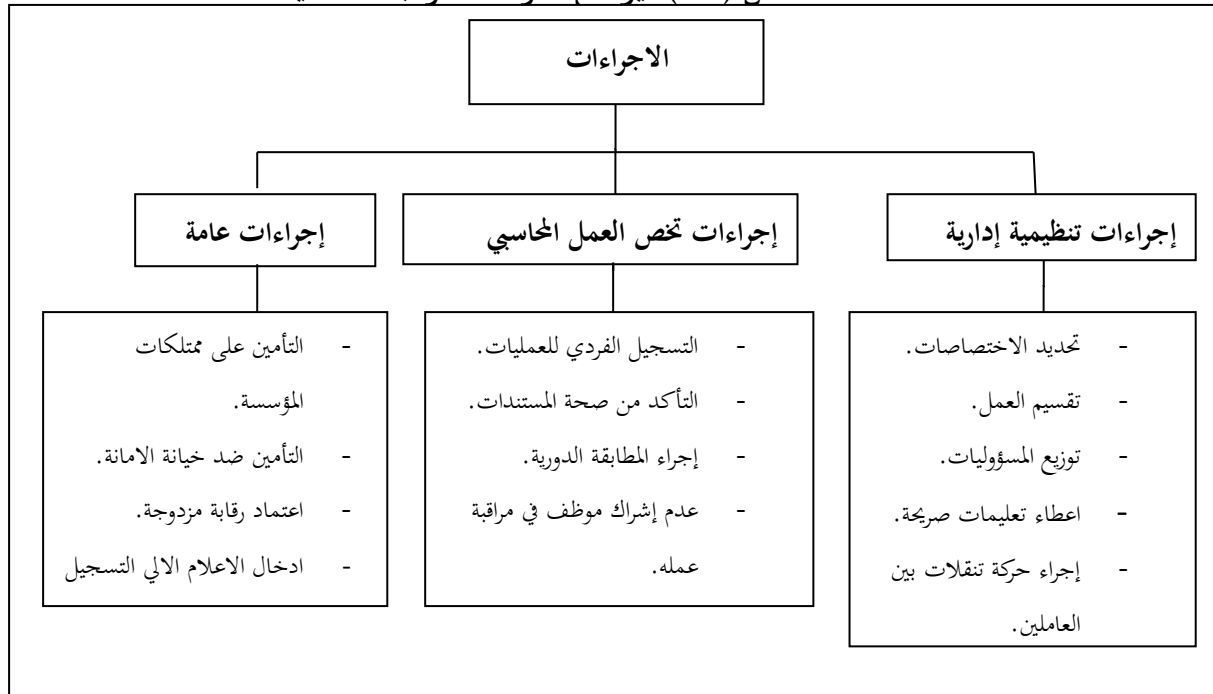 الاجراءات
إجراءات تنظيمية إدارية
إجراءات تخص العمل المحاسبي
إجراءات عامة
- تحديد الاختصاصات.
- تقسيم العمل.
- توزيع المسؤوليات.
- اعطاء تعليمات صريحة.
- إجراء حركة تنقلات بين
العاملين.
- التسجيل الفردي للعمليات.
- التأكد من صحة المستندات.
- إجراء المطابقة الدورية.
- عدم إشراك موظف في مراقبة
عمله.
- التأمين على ممتلكات
المؤسسة.
- التأمين ضد خيانة الامانة.
- اعتماد رقابة مزدوجة.
- ادخال الاعلام الالي التسجيل